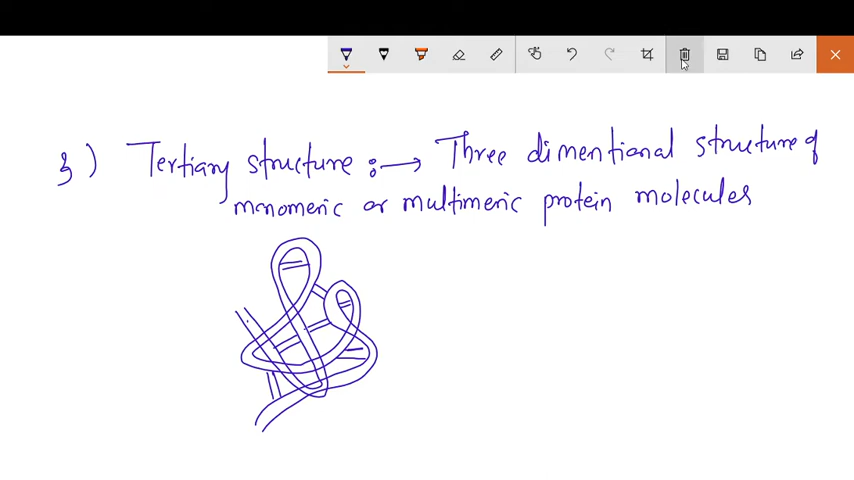 3) Tertiary structure :→ Three dimentional structure of
monomeric or multimeric protein molecules